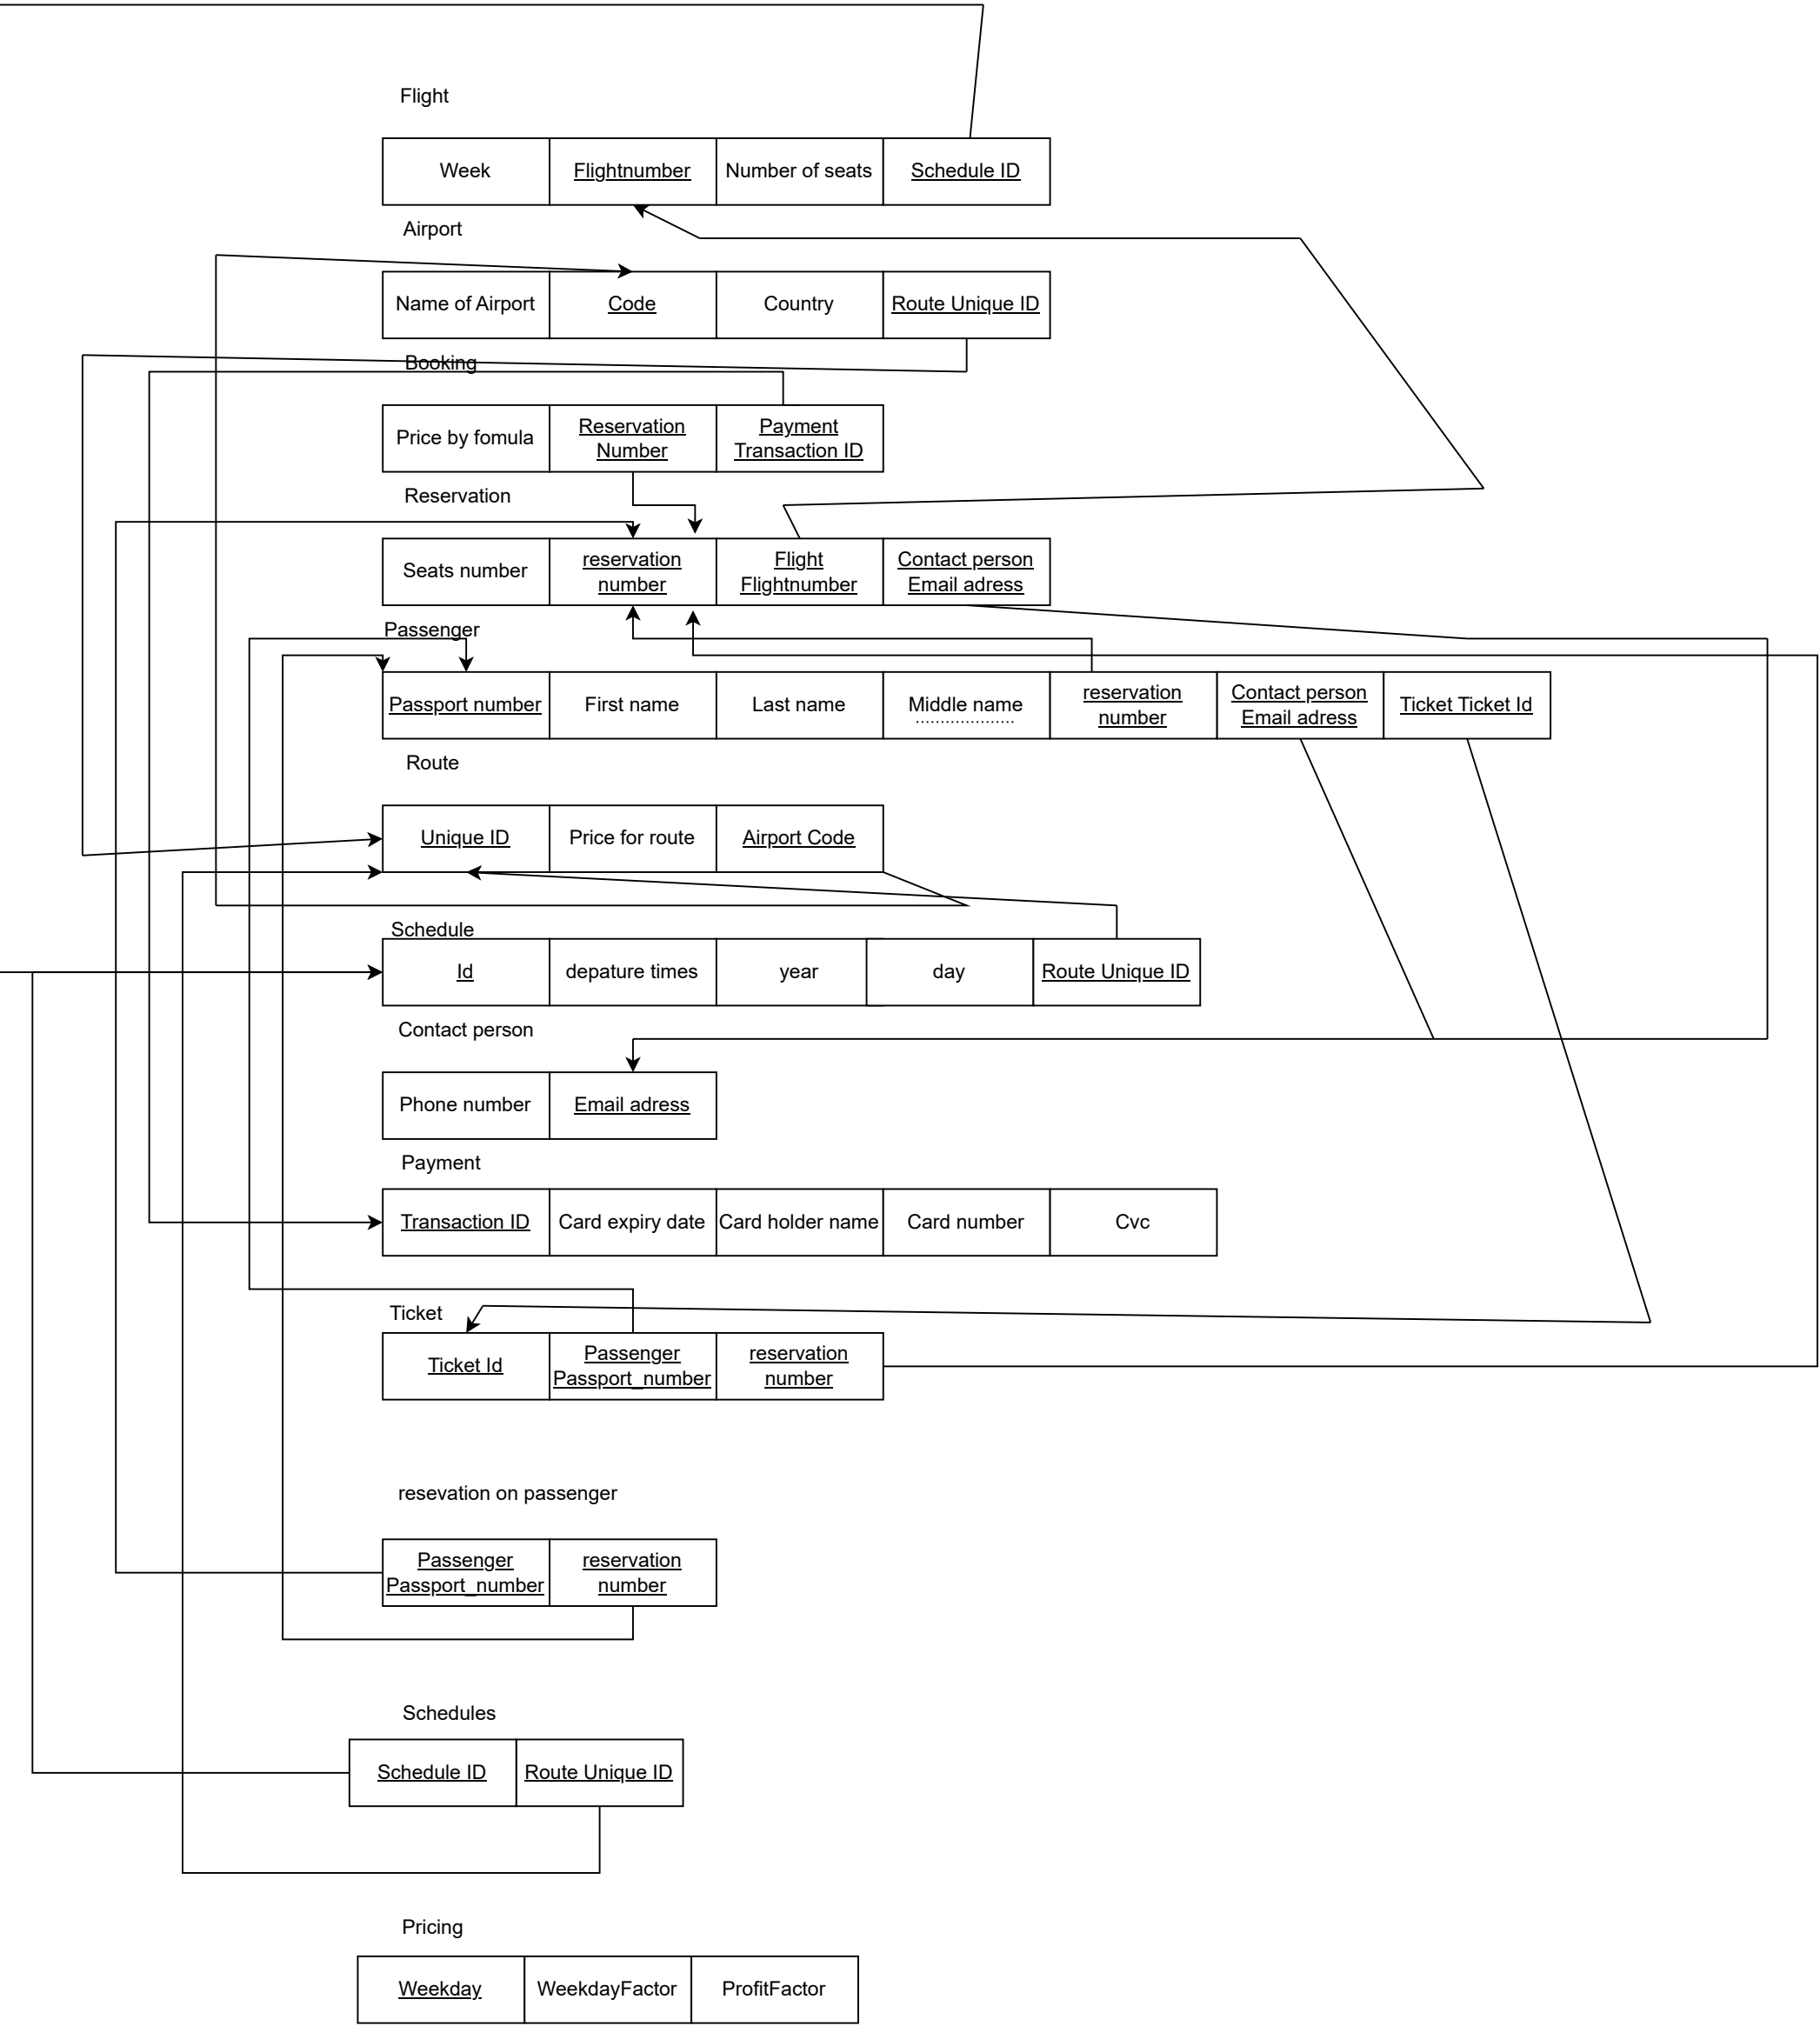 Flight
Week Flightnumber Number of seats Schedule ID
Airport
Name of Airport Code Country Route Unique ID
Booking
Price by fomula Reservation Number Payment Transaction ID
Reservation
Seats number reservation number Flight Flightnumber Contact person Email adress
Passenger
Passport number First name Last name Middle name reservation number Contact person Email adress Ticket Ticket Id
Route
Unique ID Price for route Airport Code
Schedule
Id depature times year day Route Unique ID
Contact person
Phone number Email adress
Payment
Transaction ID Card expiry date Card holder name Card number Cvc
Ticket
Ticket Id Passenger Passport_number reservation number
resevation on passenger
Passenger Passport_number reservation number
Schedules
Schedule ID Route Unique ID
Pricing
Weekday WeekdayFactor ProfitFactor